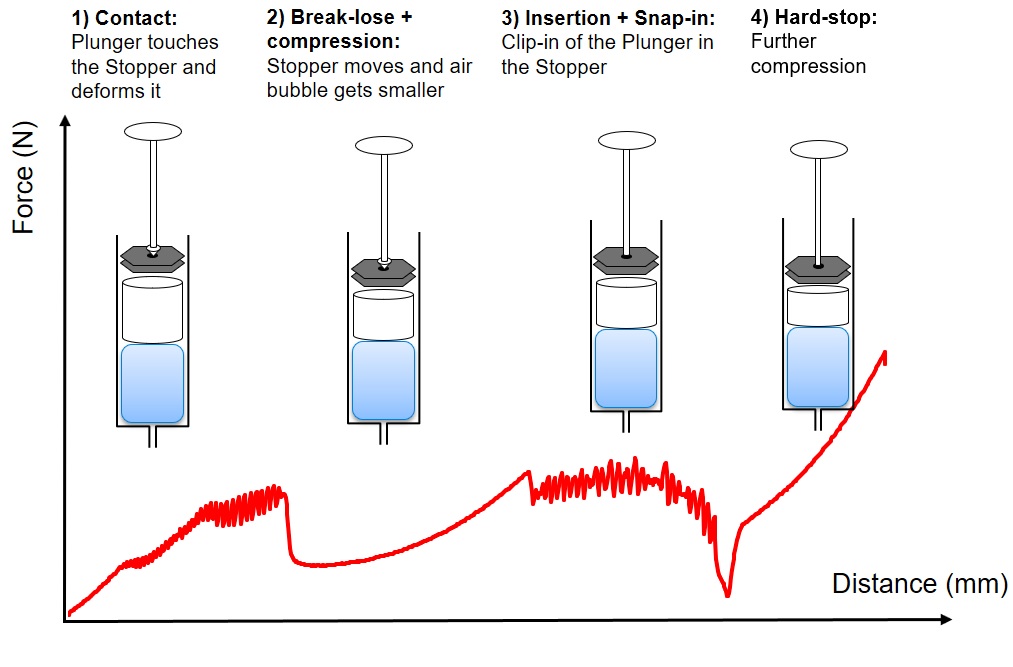 1) Contact:
Plunger touches
the Stopper and
deforms it
2) Break-lose +
compression:
Stopper moves and air
bubble gets smaller
3) Insertion + Snap-in:
Clip-in of the Plunger in
the Stopper
4) Hard-stop:
Further
compression
Force (N)
Distance (mm)